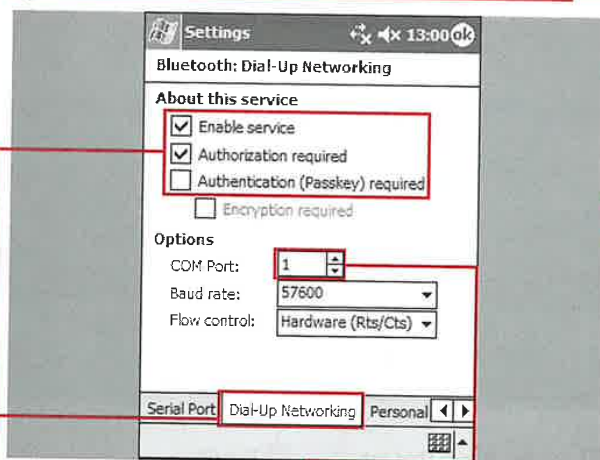 Settings 13:00 ok
Bluetooth: Dial-Up Networking
About this service
Enable service
Authorization required
Authentication (Passkey) required
Encryption required
Options
COM Port: 1
Baud rate: 57600
Flow control: Hardware (Rts/Cts)
Serial Port Dial-Up Networking Personal